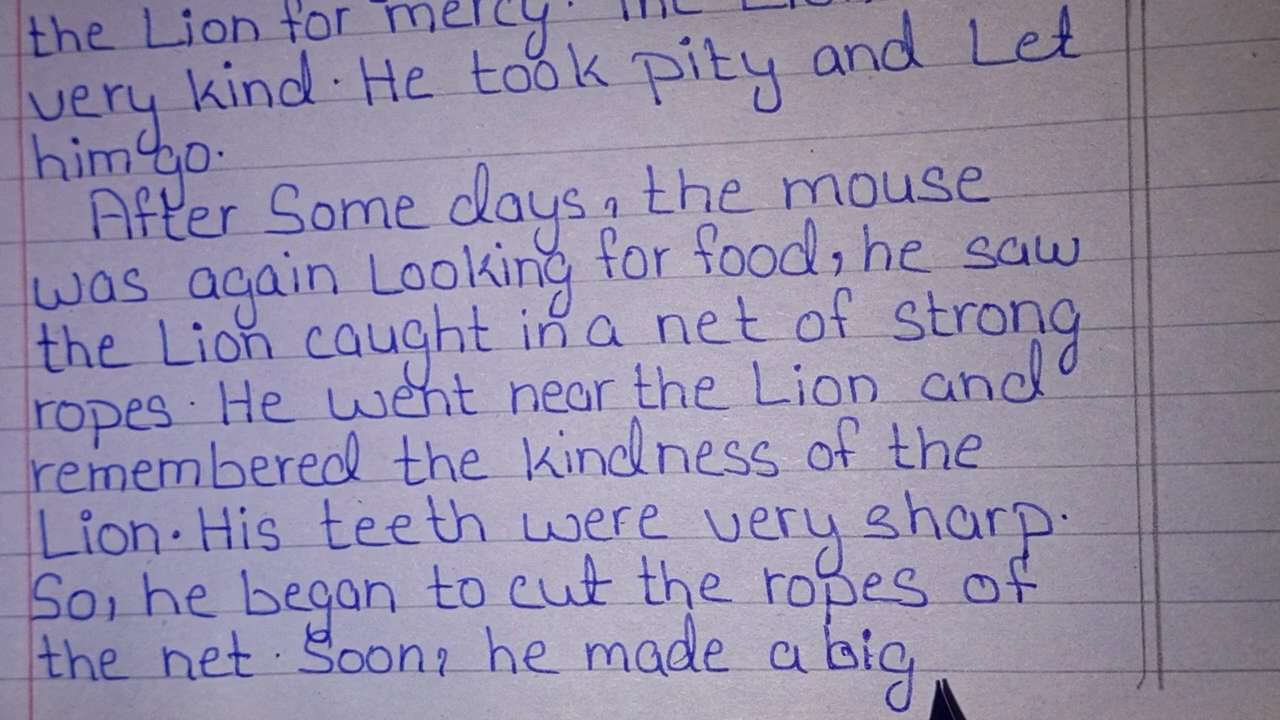 the Lion for mercy. The Lion
very kind. He took pity and Let
him go.
After Some days, the mouse
was again Looking for food, he saw
the Lion caught in a net of strong
ropes. He went near the Lion and
remembered the kindness of the
Lion. His teeth were very sharp.
So, he began to cut the ropes of
the net. Soon, he made a big